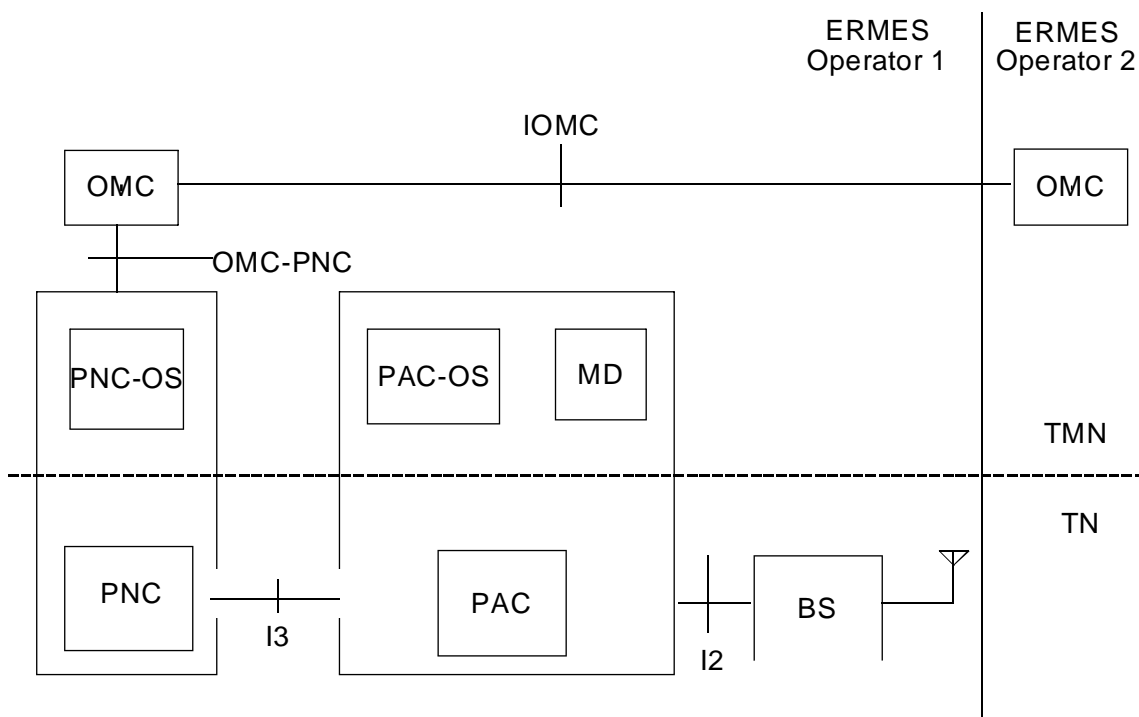 ERMES
Operator 1
ERMES
Operator 2
IOMC
OMC
OMC
OMC-PNC
PNC-OS
PAC-OS
MD
TMN
TN
PNC
I3
PAC
I2
BS